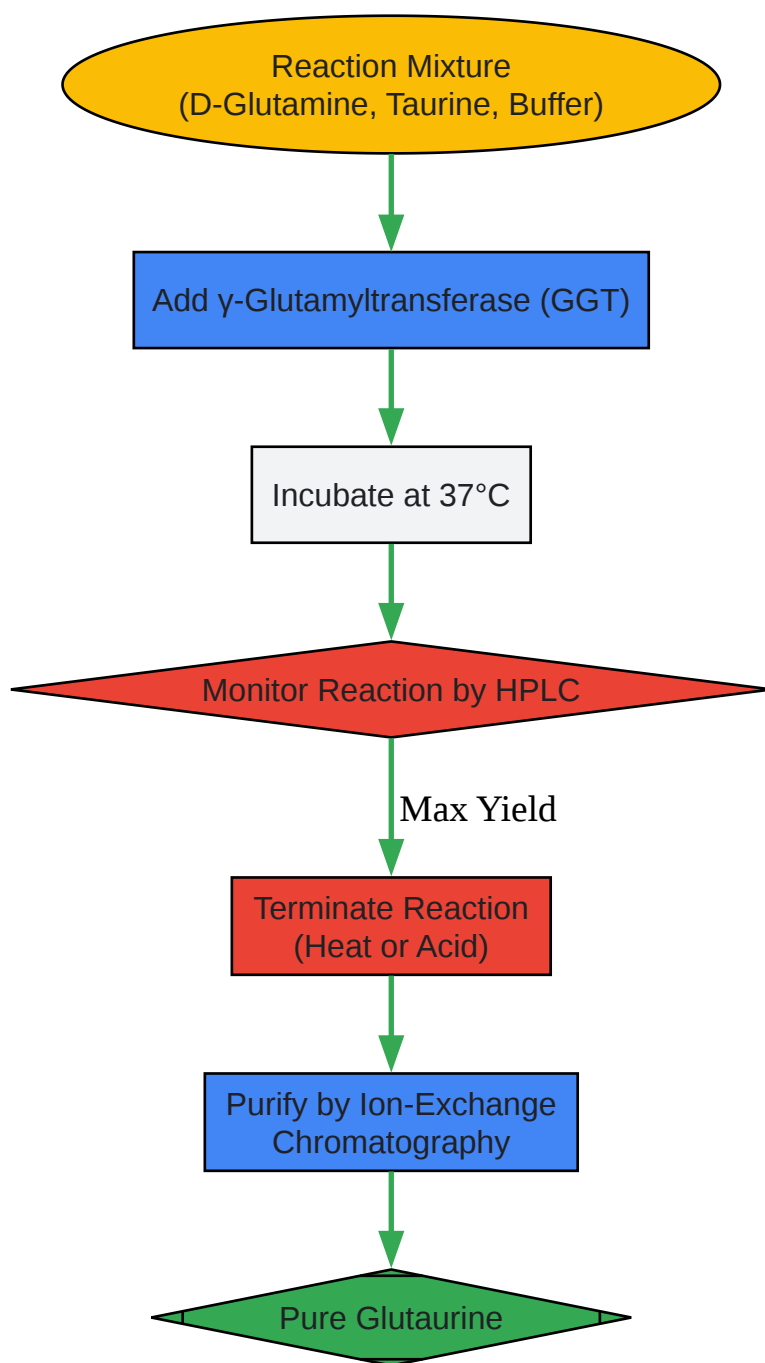 Reaction Mixture
(D-Glutamine, Taurine, Buffer)
Add γ-Glutamyltransferase (GGT)
Incubate at 37°C
Monitor Reaction by HPLC
Max Yield
Terminate Reaction
(Heat or Acid)
Purify by Ion-Exchange
Chromatography
Pure Glutaurine